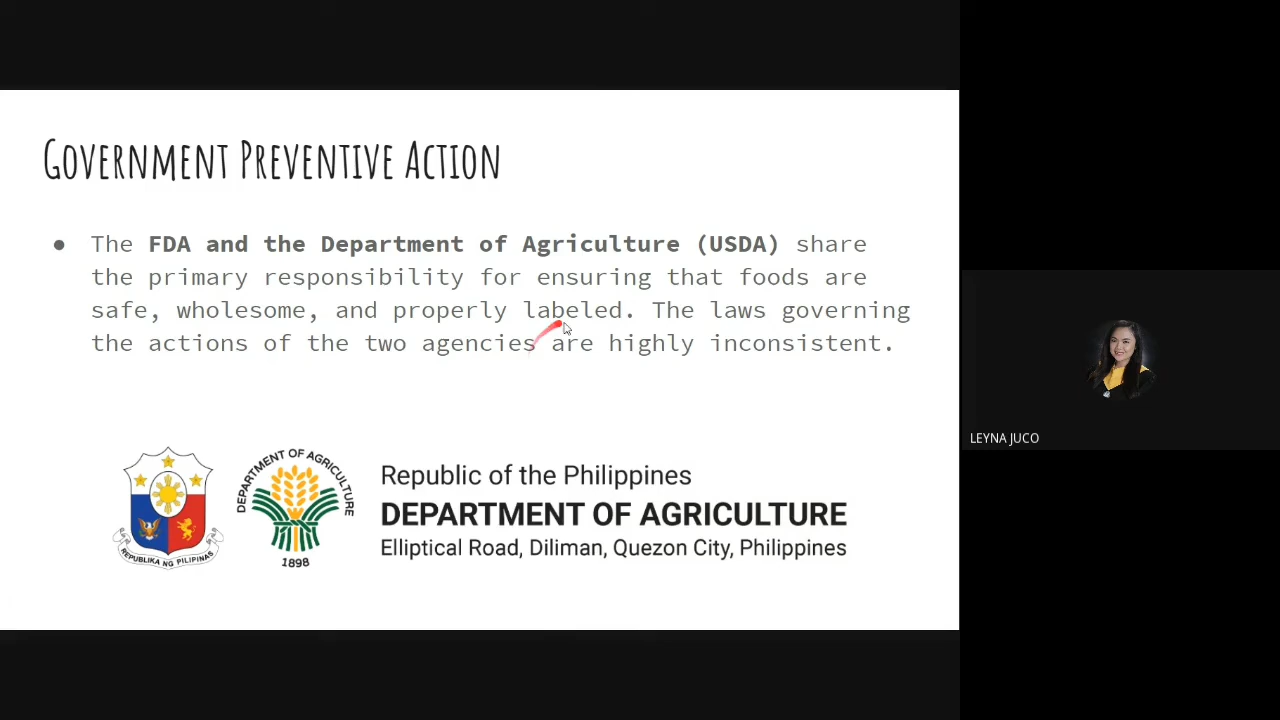 Government Preventive Action
● The FDA and the Department of Agriculture (USDA) share
the primary responsibility for ensuring that foods are
safe, wholesome, and properly labeled. The laws governing
the actions of the two agencies are highly inconsistent.
REPUBLIKA NG PILIPINAS
DEPARTMENT OF AGRICULTURE
1898
Republic of the Philippines
DEPARTMENT OF AGRICULTURE
Elliptical Road, Diliman, Quezon City, Philippines
LEYNA JUCO